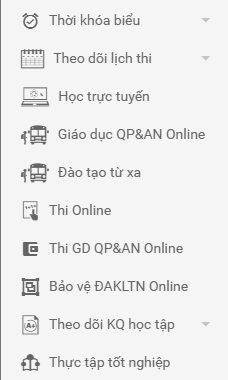 Thời khóa biểu
Theo dõi lịch thi
Học trực tuyến
Giáo dục QP&AN Online
Đào tạo từ xa
Thi Online
Thi GD QP&AN Online
Bảo vệ ĐAKLTN Online
A+ Theo dõi KQ học tập
Thực tập tốt nghiệp